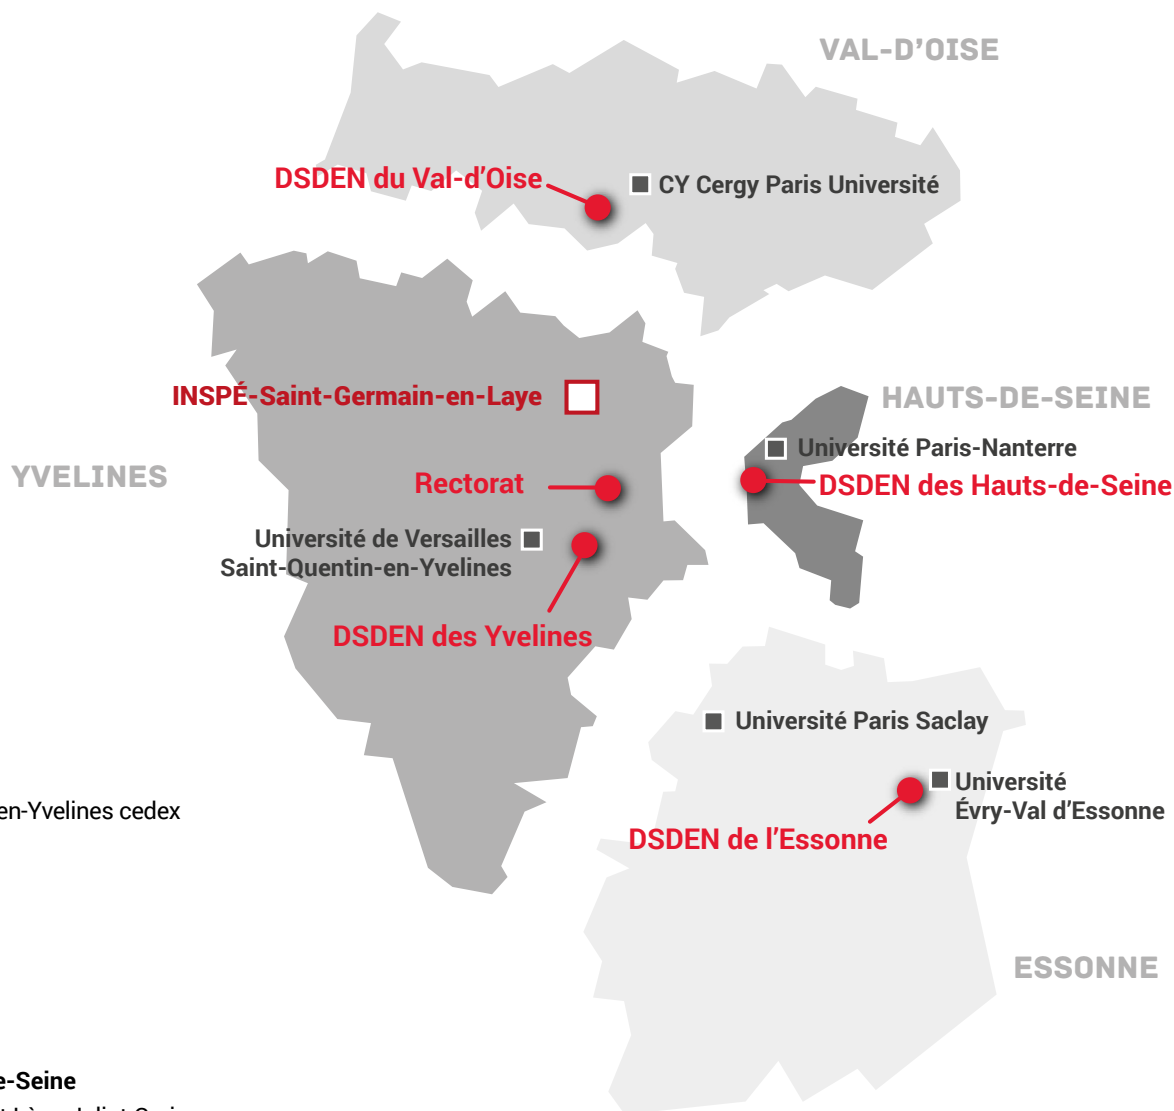 VAL-D'OISE
DSDEN du Val-d'Oise
CY Cergy Paris Université
INSPÉ-Saint-Germain-en-Laye
HAUTS-DE-SEINE
Université Paris-Nanterre
YVELINES
Rectorat
DSDEN des Hauts-de-Seine
Université de Versailles
Saint-Quentin-en-Yvelines
DSDEN des Yvelines
Université Paris Saclay
Université
Évry-Val d'Essonne
en-Yvelines cedex
DSDEN de l'Essonne
ESSONNE
e-Seine